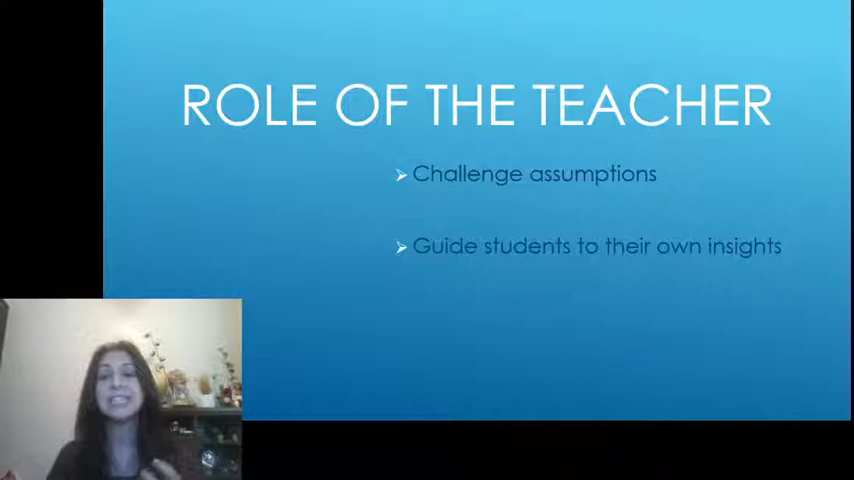 ROLE OF THE TEACHER
Challenge assumptions
Guide students to their own insights